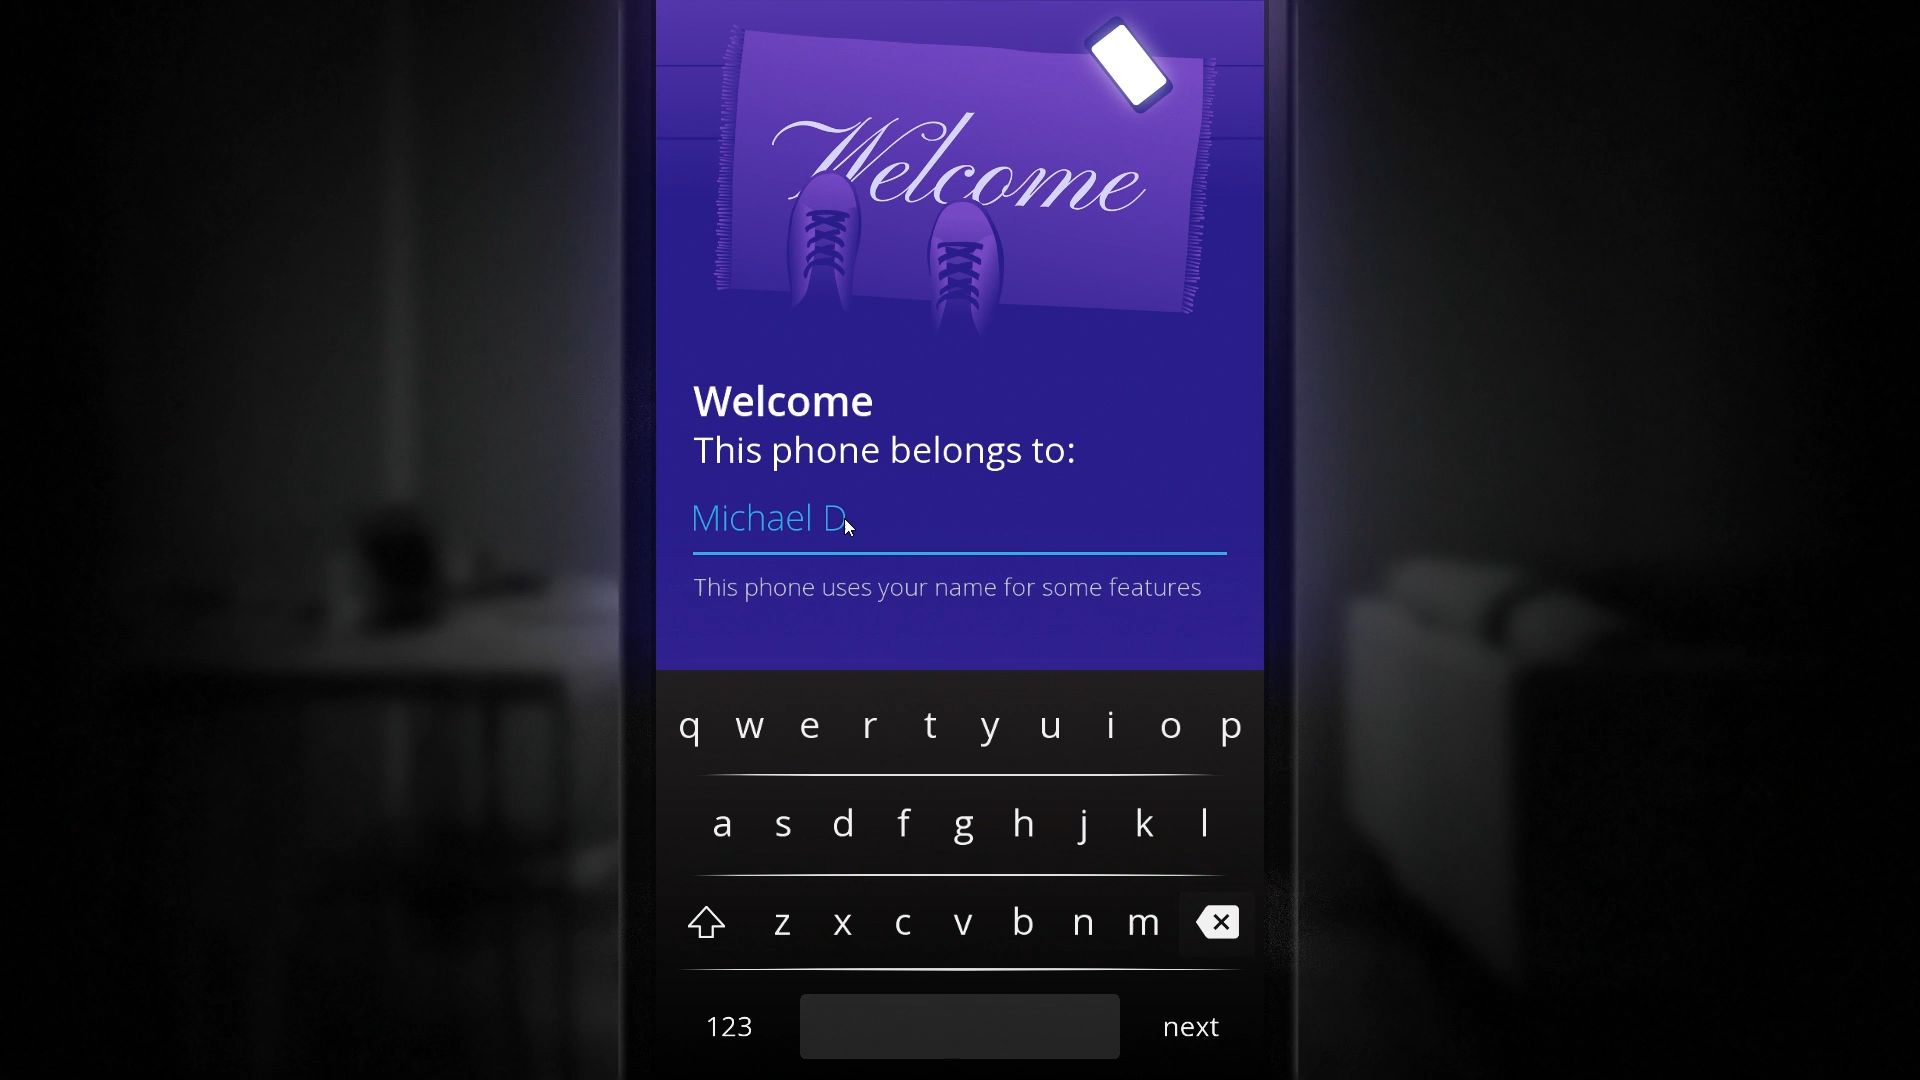 Welcome
Welcome
This phone belongs to:
Michael D
This phone uses your name for some features
q w e r t y u i o p
a s d f g h j k l
z x c v b n m
123 next